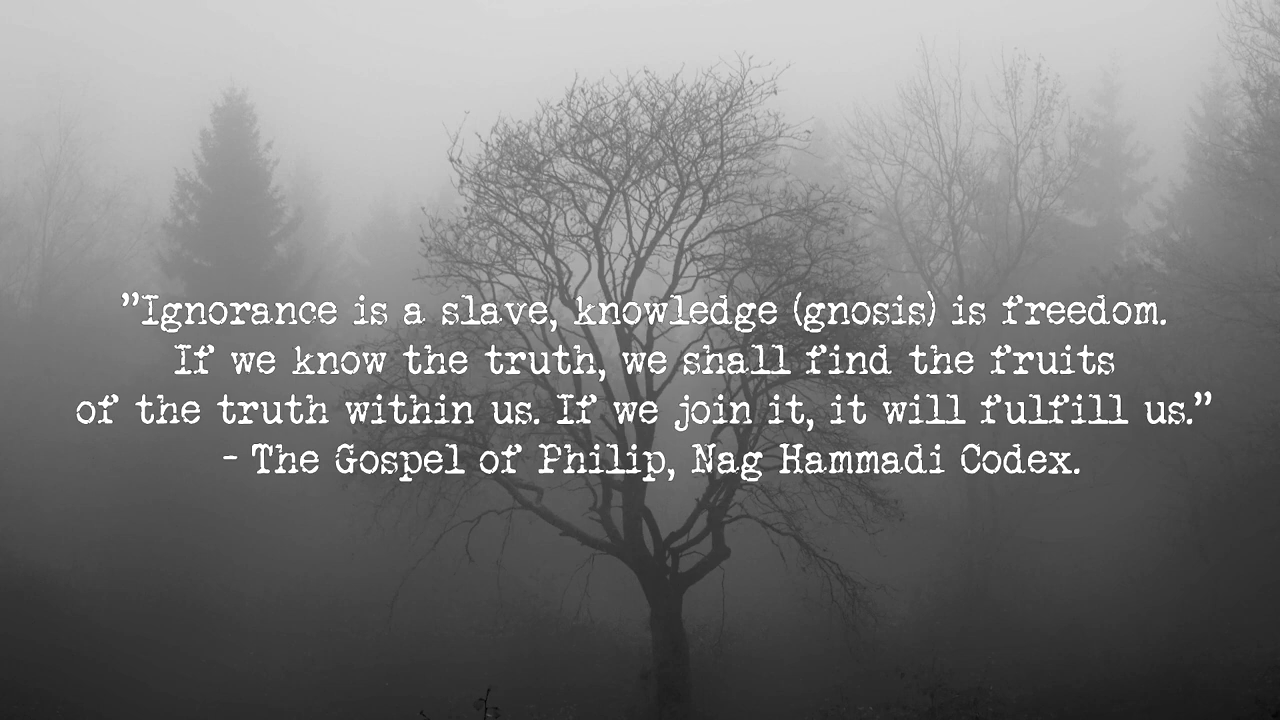 ”Ignorance is a slave, knowledge (gnosis) is freedom.
If we know the truth, we shall find the fruits
of the truth within us. If we join it, it will fulfill us.”
- The Gospel of Philip, Nag Hammadi Codex.